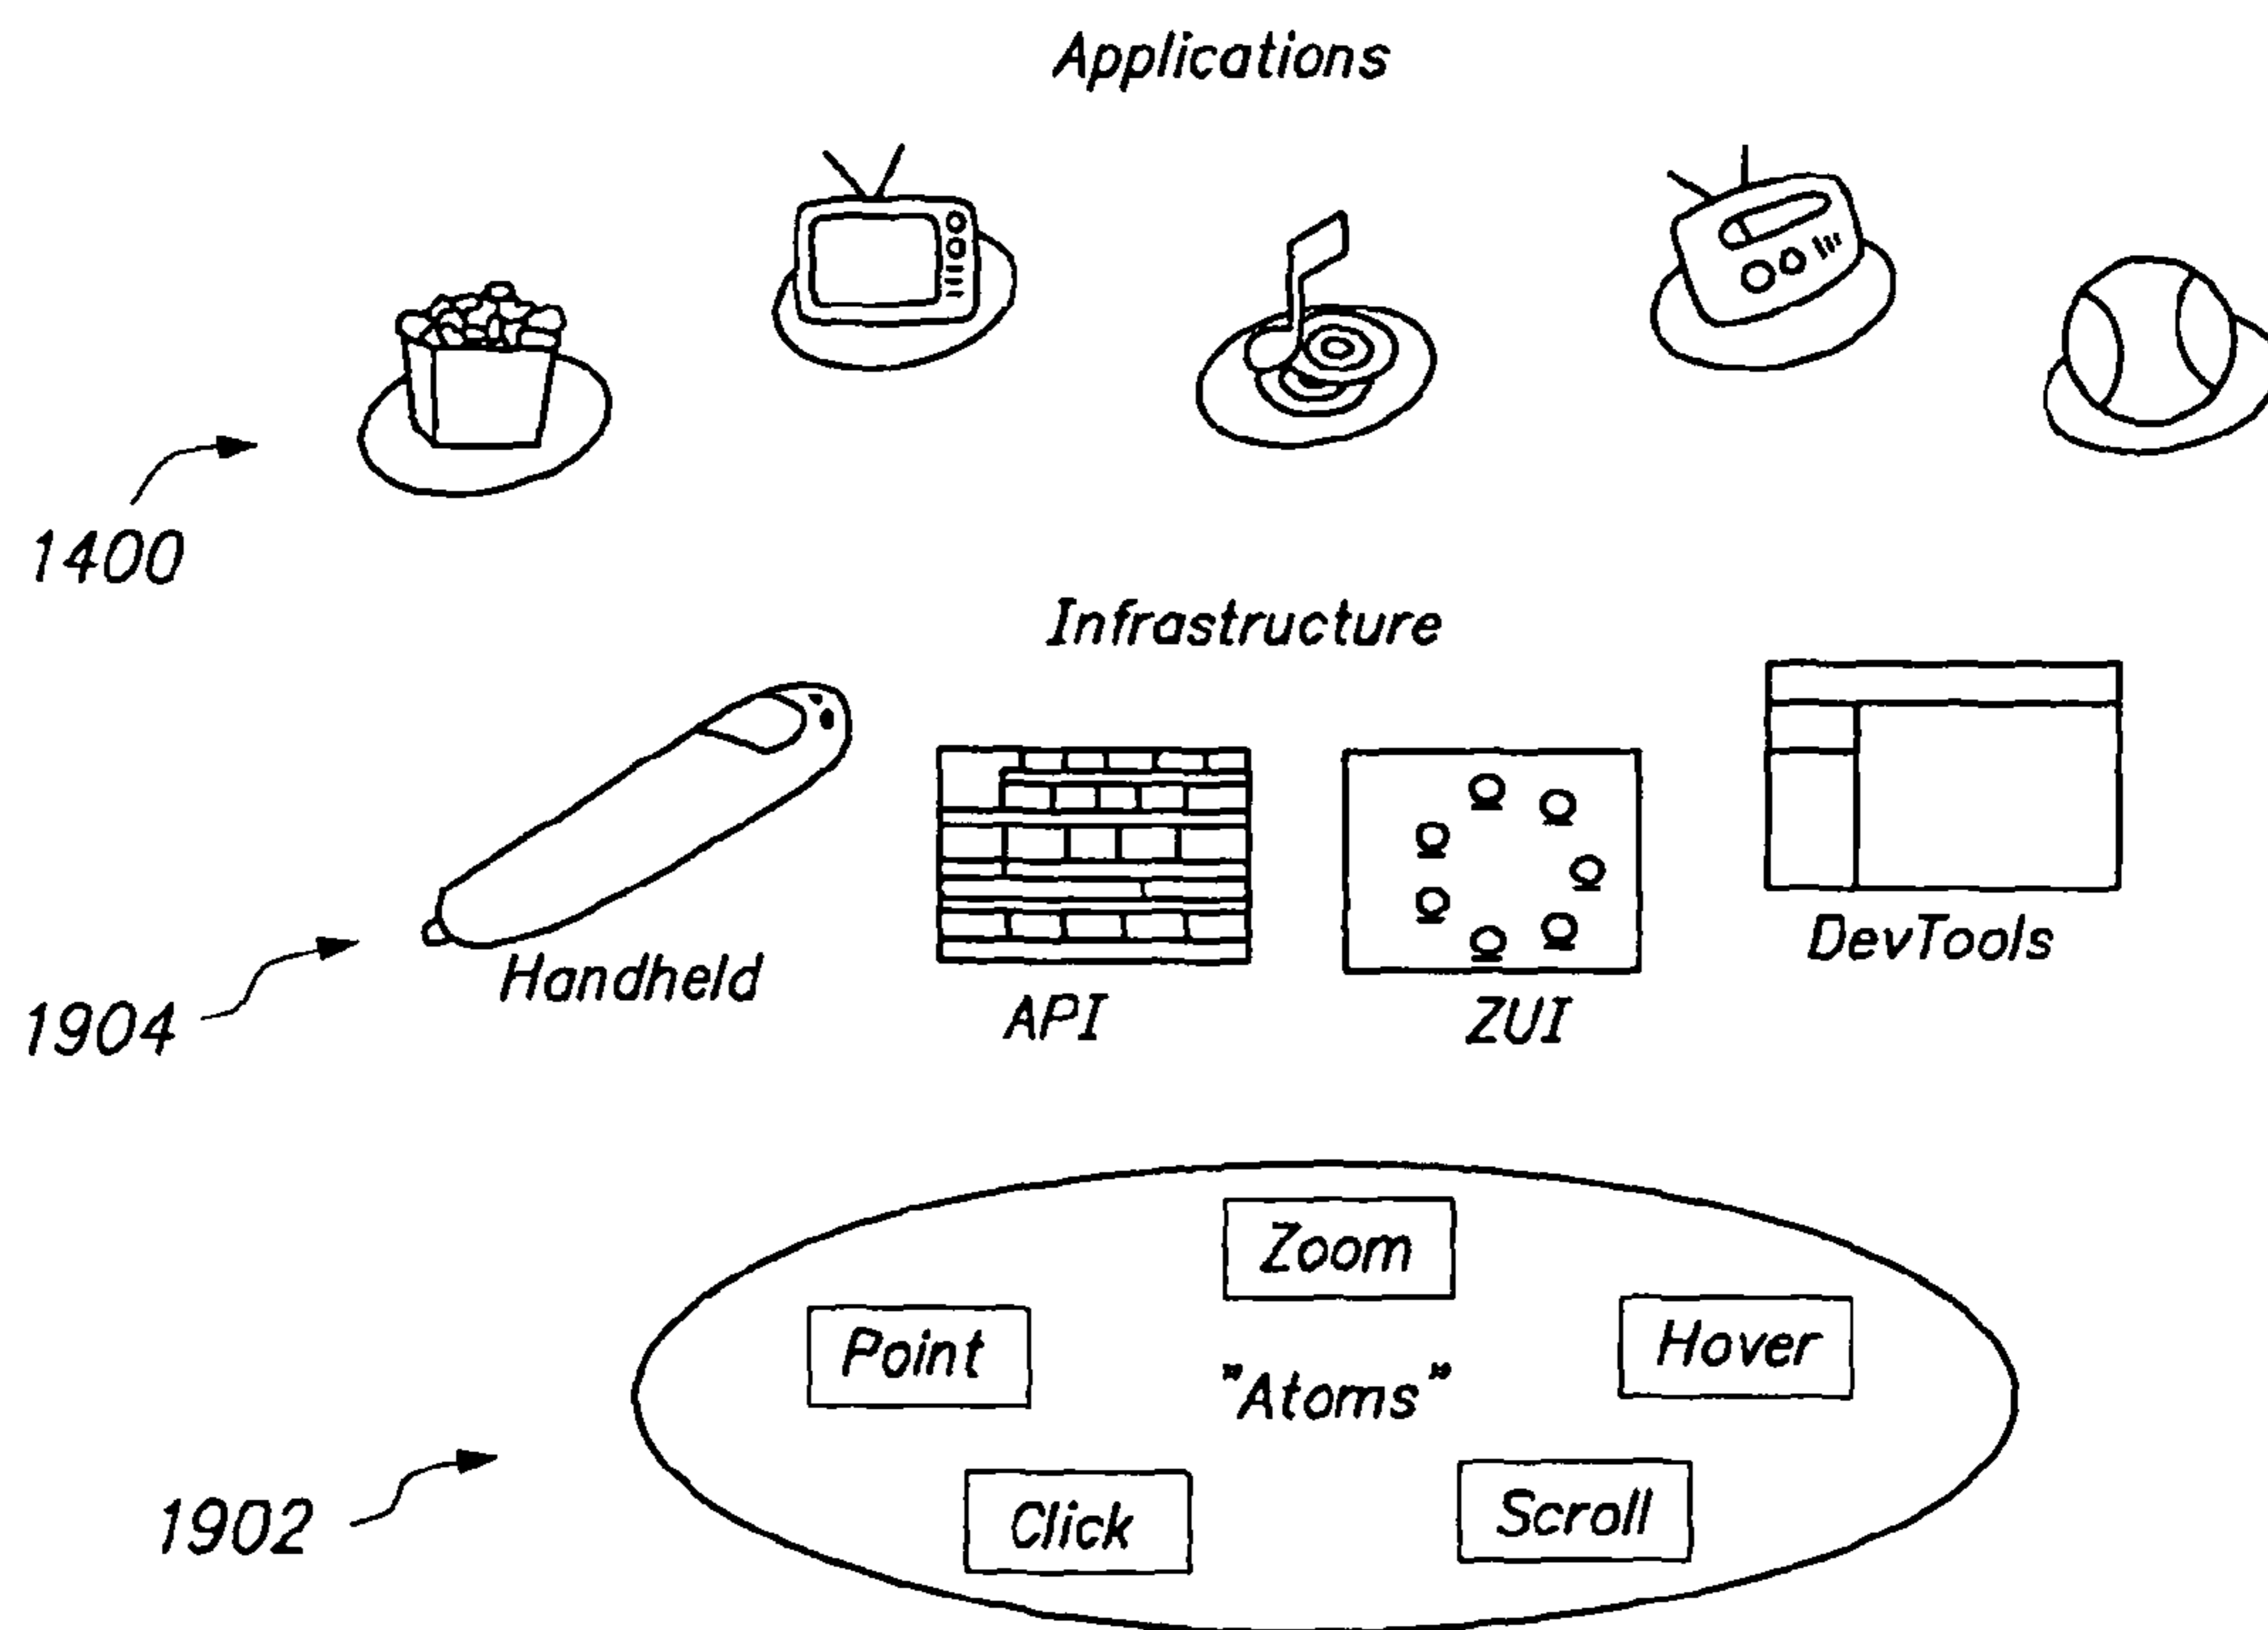 Applications
1400
Infrastructure
Handheld
API
ZUI
DevTools
1904
Zoom
Point
Hover
"Atoms"
Click
Scroll
1902